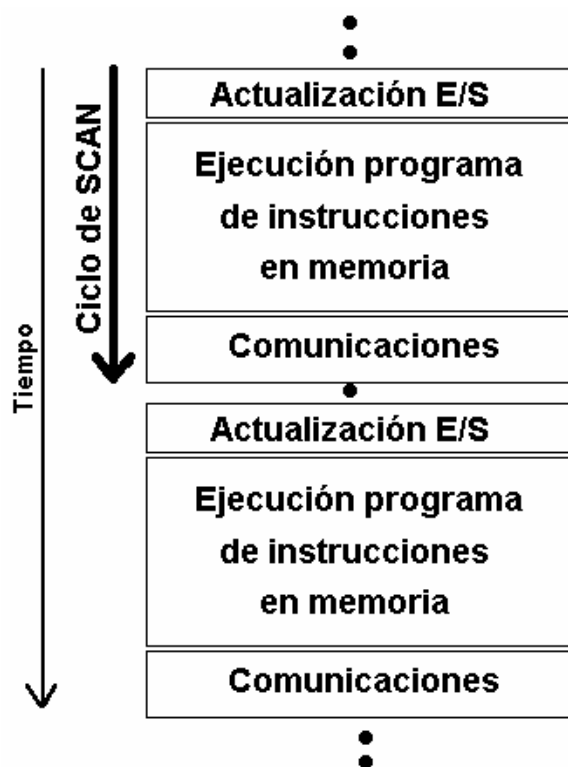 Tiempo
Ciclo de SCAN
Actualización E/S
Ejecución programa
de instrucciones
en memoria
Comunicaciones
Actualización E/S
Ejecución programa
de instrucciones
en memoria
Comunicaciones